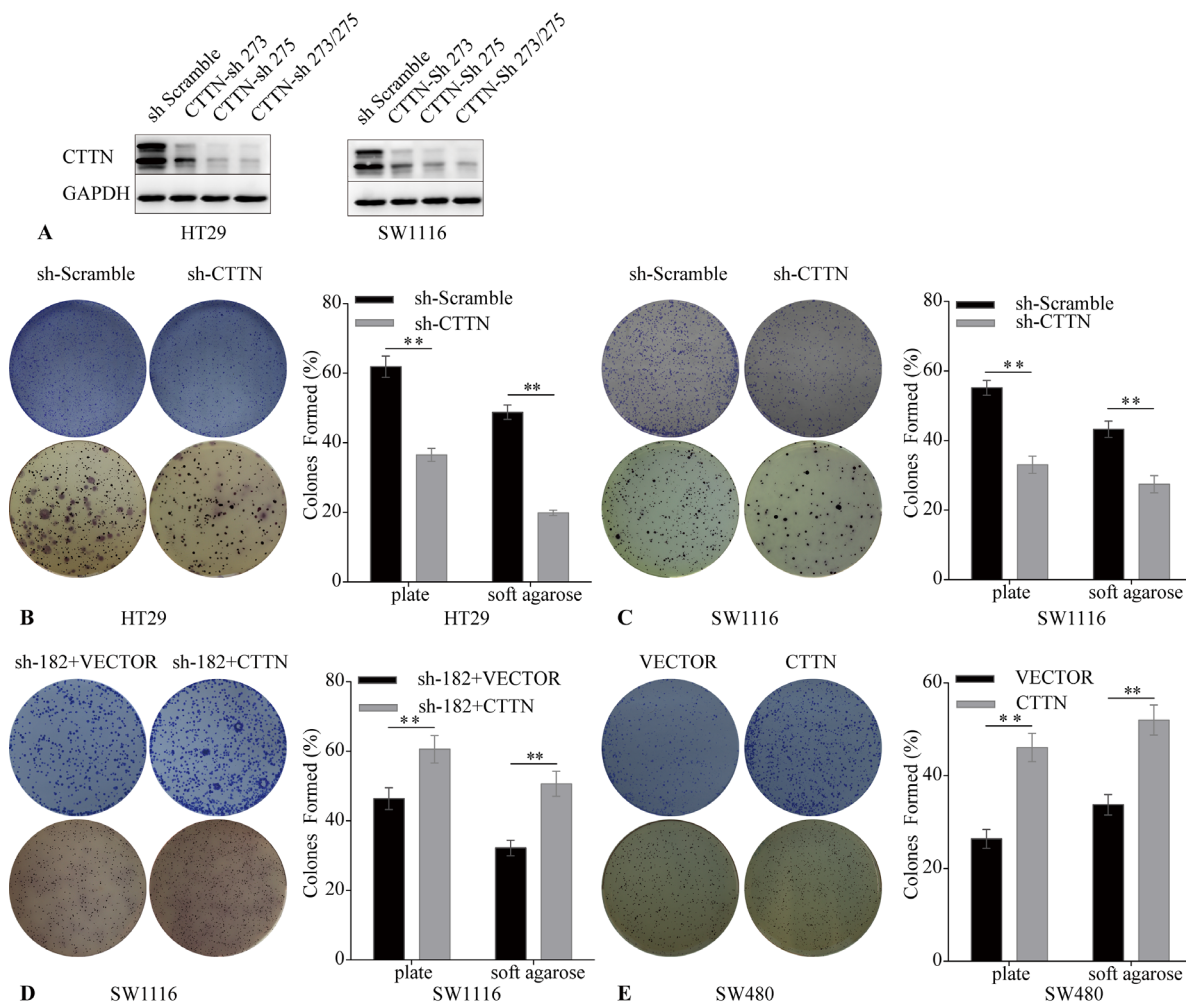 sh Scramble
CTTN-sh 273
CTTN-sh 275
CTTN-sh 273/275
sh Scramble
CTTN-Sh 273
CTTN-Sh 275
CTTN-Sh 273/275
CTTN
GAPDH
A
HT29
SW1116
sh-Scramble
sh-CTTN
Colones Formed (%)
80
60
40
20
0
sh-Scramble
sh-CTTN
**
**
plate
soft agarose
B
HT29
HT29
sh-Scramble
sh-CTTN
Colones Formed (%)
80
60
40
20
0
sh-Scramble
sh-CTTN
**
**
plate
soft agarose
C
SW1116
SW1116
sh-182+VECTOR
sh-182+CTTN
Colones Formed (%)
80
60
40
20
0
sh-182+VECTOR
sh-182+CTTN
**
**
plate
soft agarose
D
SW1116
SW1116
VECTOR
CTTN
Colones Formed (%)
60
40
20
0
VECTOR
CTTN
**
**
plate
soft agarose
E
SW480
SW480